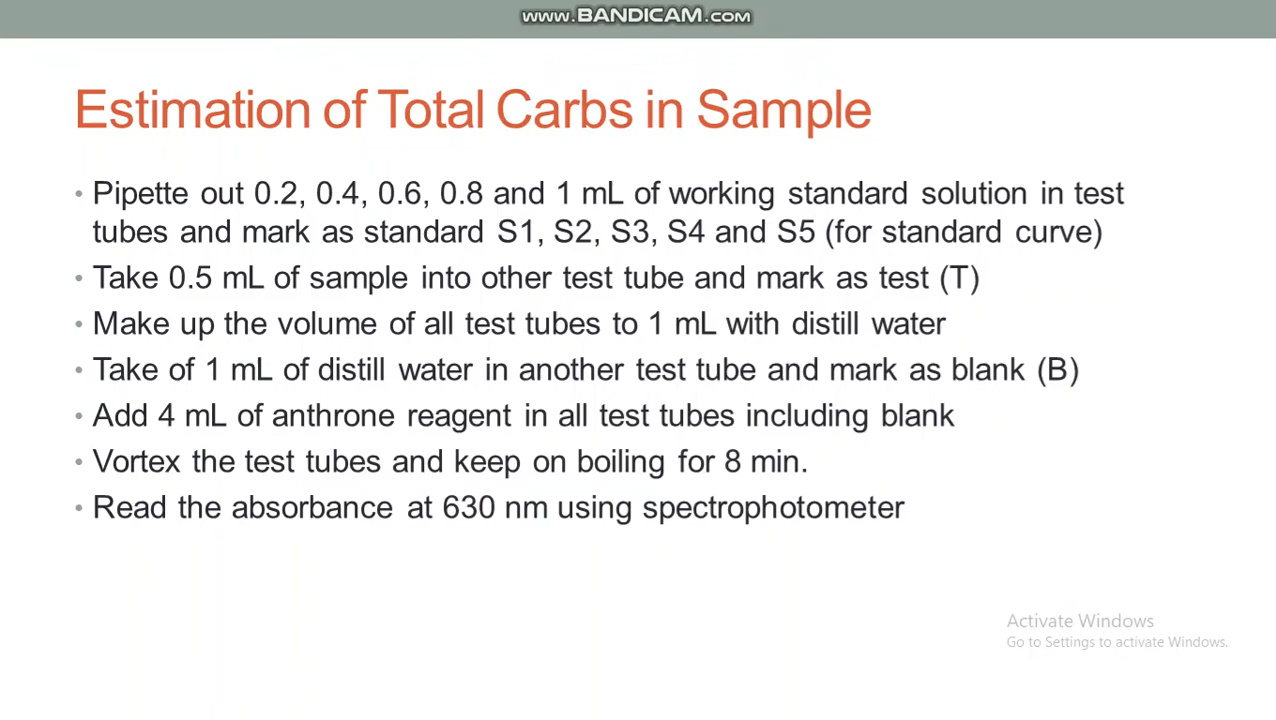 www.BANDICAM.com
Estimation of Total Carbs in Sample
• Pipette out 0.2, 0.4, 0.6, 0.8 and 1 mL of working standard solution in test
tubes and mark as standard S1, S2, S3, S4 and S5 (for standard curve)
• Take 0.5 mL of sample into other test tube and mark as test (T)
• Make up the volume of all test tubes to 1 mL with distill water
• Take of 1 mL of distill water in another test tube and mark as blank (B)
• Add 4 mL of anthrone reagent in all test tubes including blank
• Vortex the test tubes and keep on boiling for 8 min.
• Read the absorbance at 630 nm using spectrophotometer
Activate Windows
Go to Settings to activate Windows.